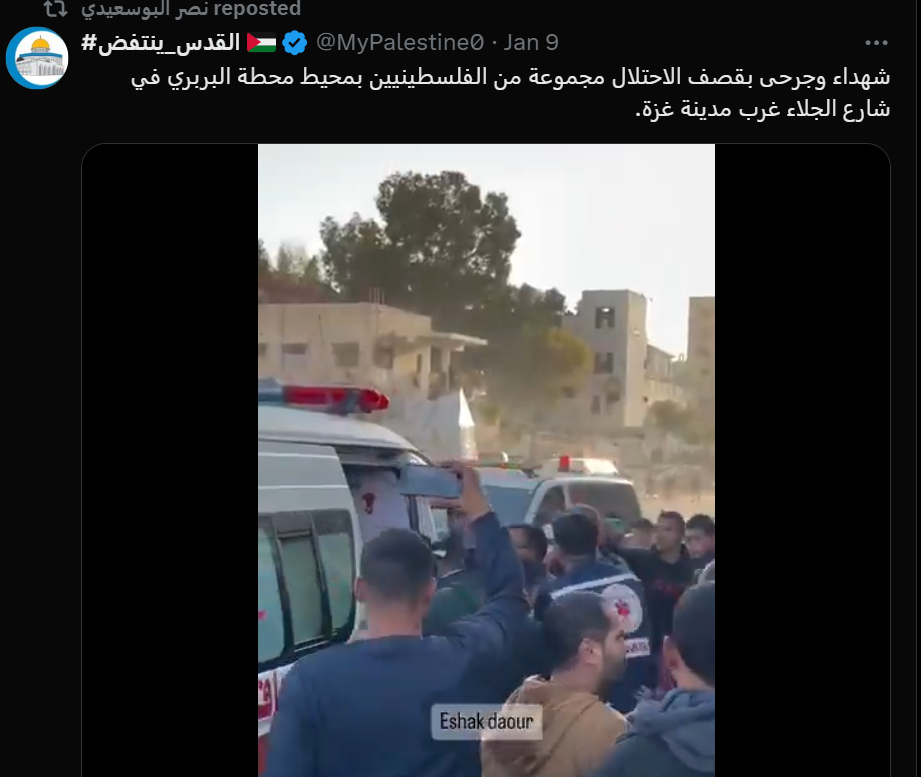 نصر البوسعيدي reposted
#القدس_ينتفض @MyPalestine0 · Jan 9
شهداء وجرحى بقصف الاحتلال مجموعة من الفلسطينيين بمحيط محطة البربري في
شارع الجلاء غرب مدينة غزة.
Eshak daour